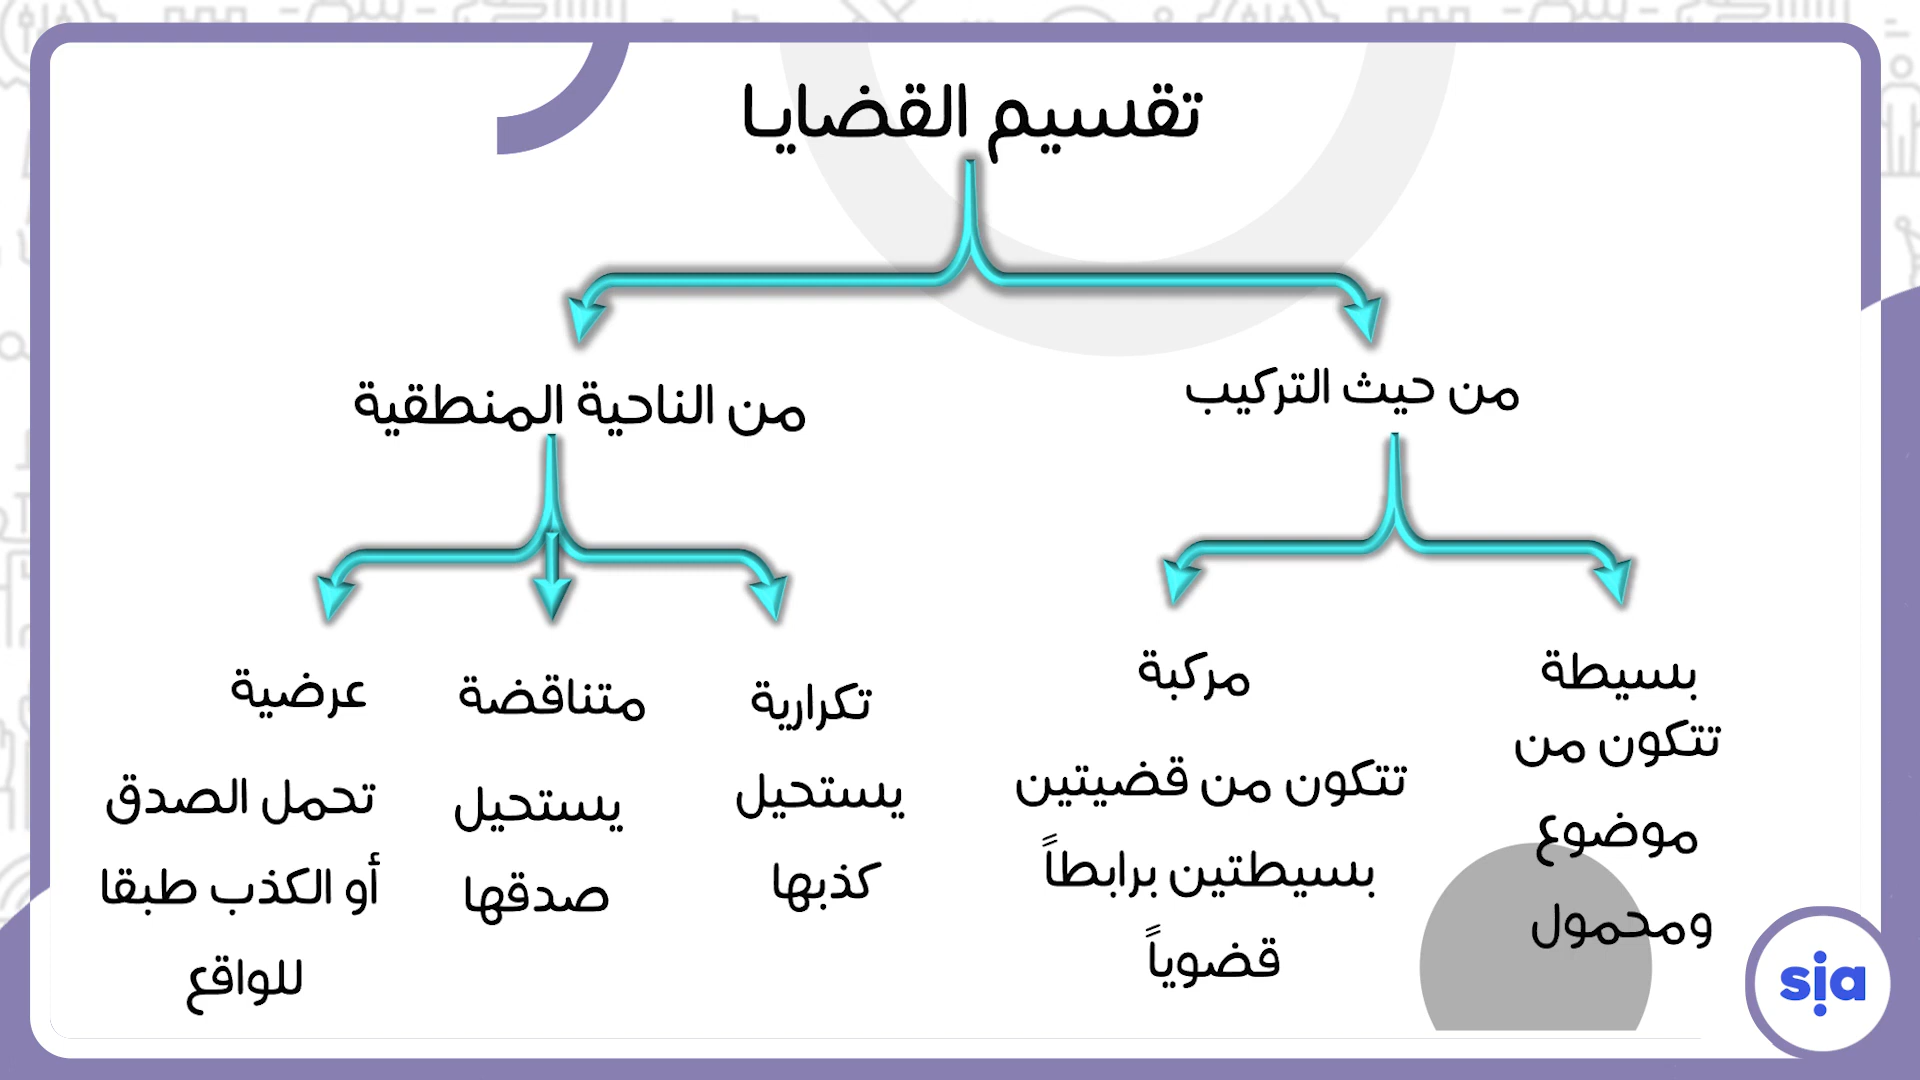 تقسيم القضايا
من حيث التركيب
من الناحية المنطقية
بسيطة
تتكون من
موضوع
ومحمول
مركبة
تتكون من قضيتين
بسيطتين برابطاً
قضوياً
تكرارية
يستحيل
كذبها
متناقضة
يستحيل
صدقها
عرضية
تحمل الصدق
أو الكذب طبقا
للواقع
sia